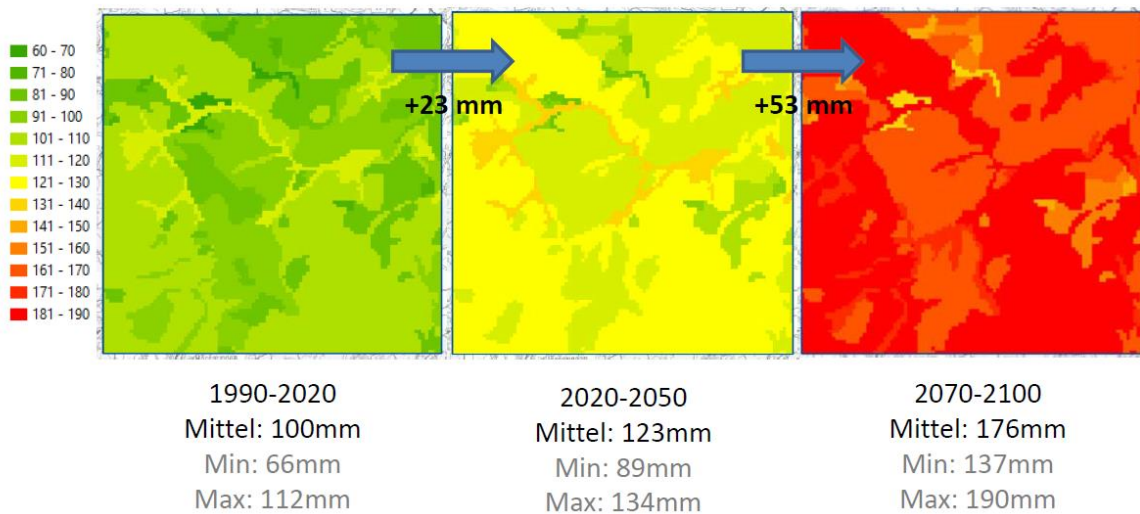 60 - 70
71 - 80
81 - 90
91 - 100
101 - 110
111 - 120
121 - 130
131 - 140
141 - 150
151 - 160
161 - 170
171 - 180
181 - 190
+23 mm
+53 mm
1990-2020
Mittel: 100mm
Min: 66mm
Max: 112mm
2020-2050
Mittel: 123mm
Min: 89mm
Max: 134mm
2070-2100
Mittel: 176mm
Min: 137mm
Max: 190mm